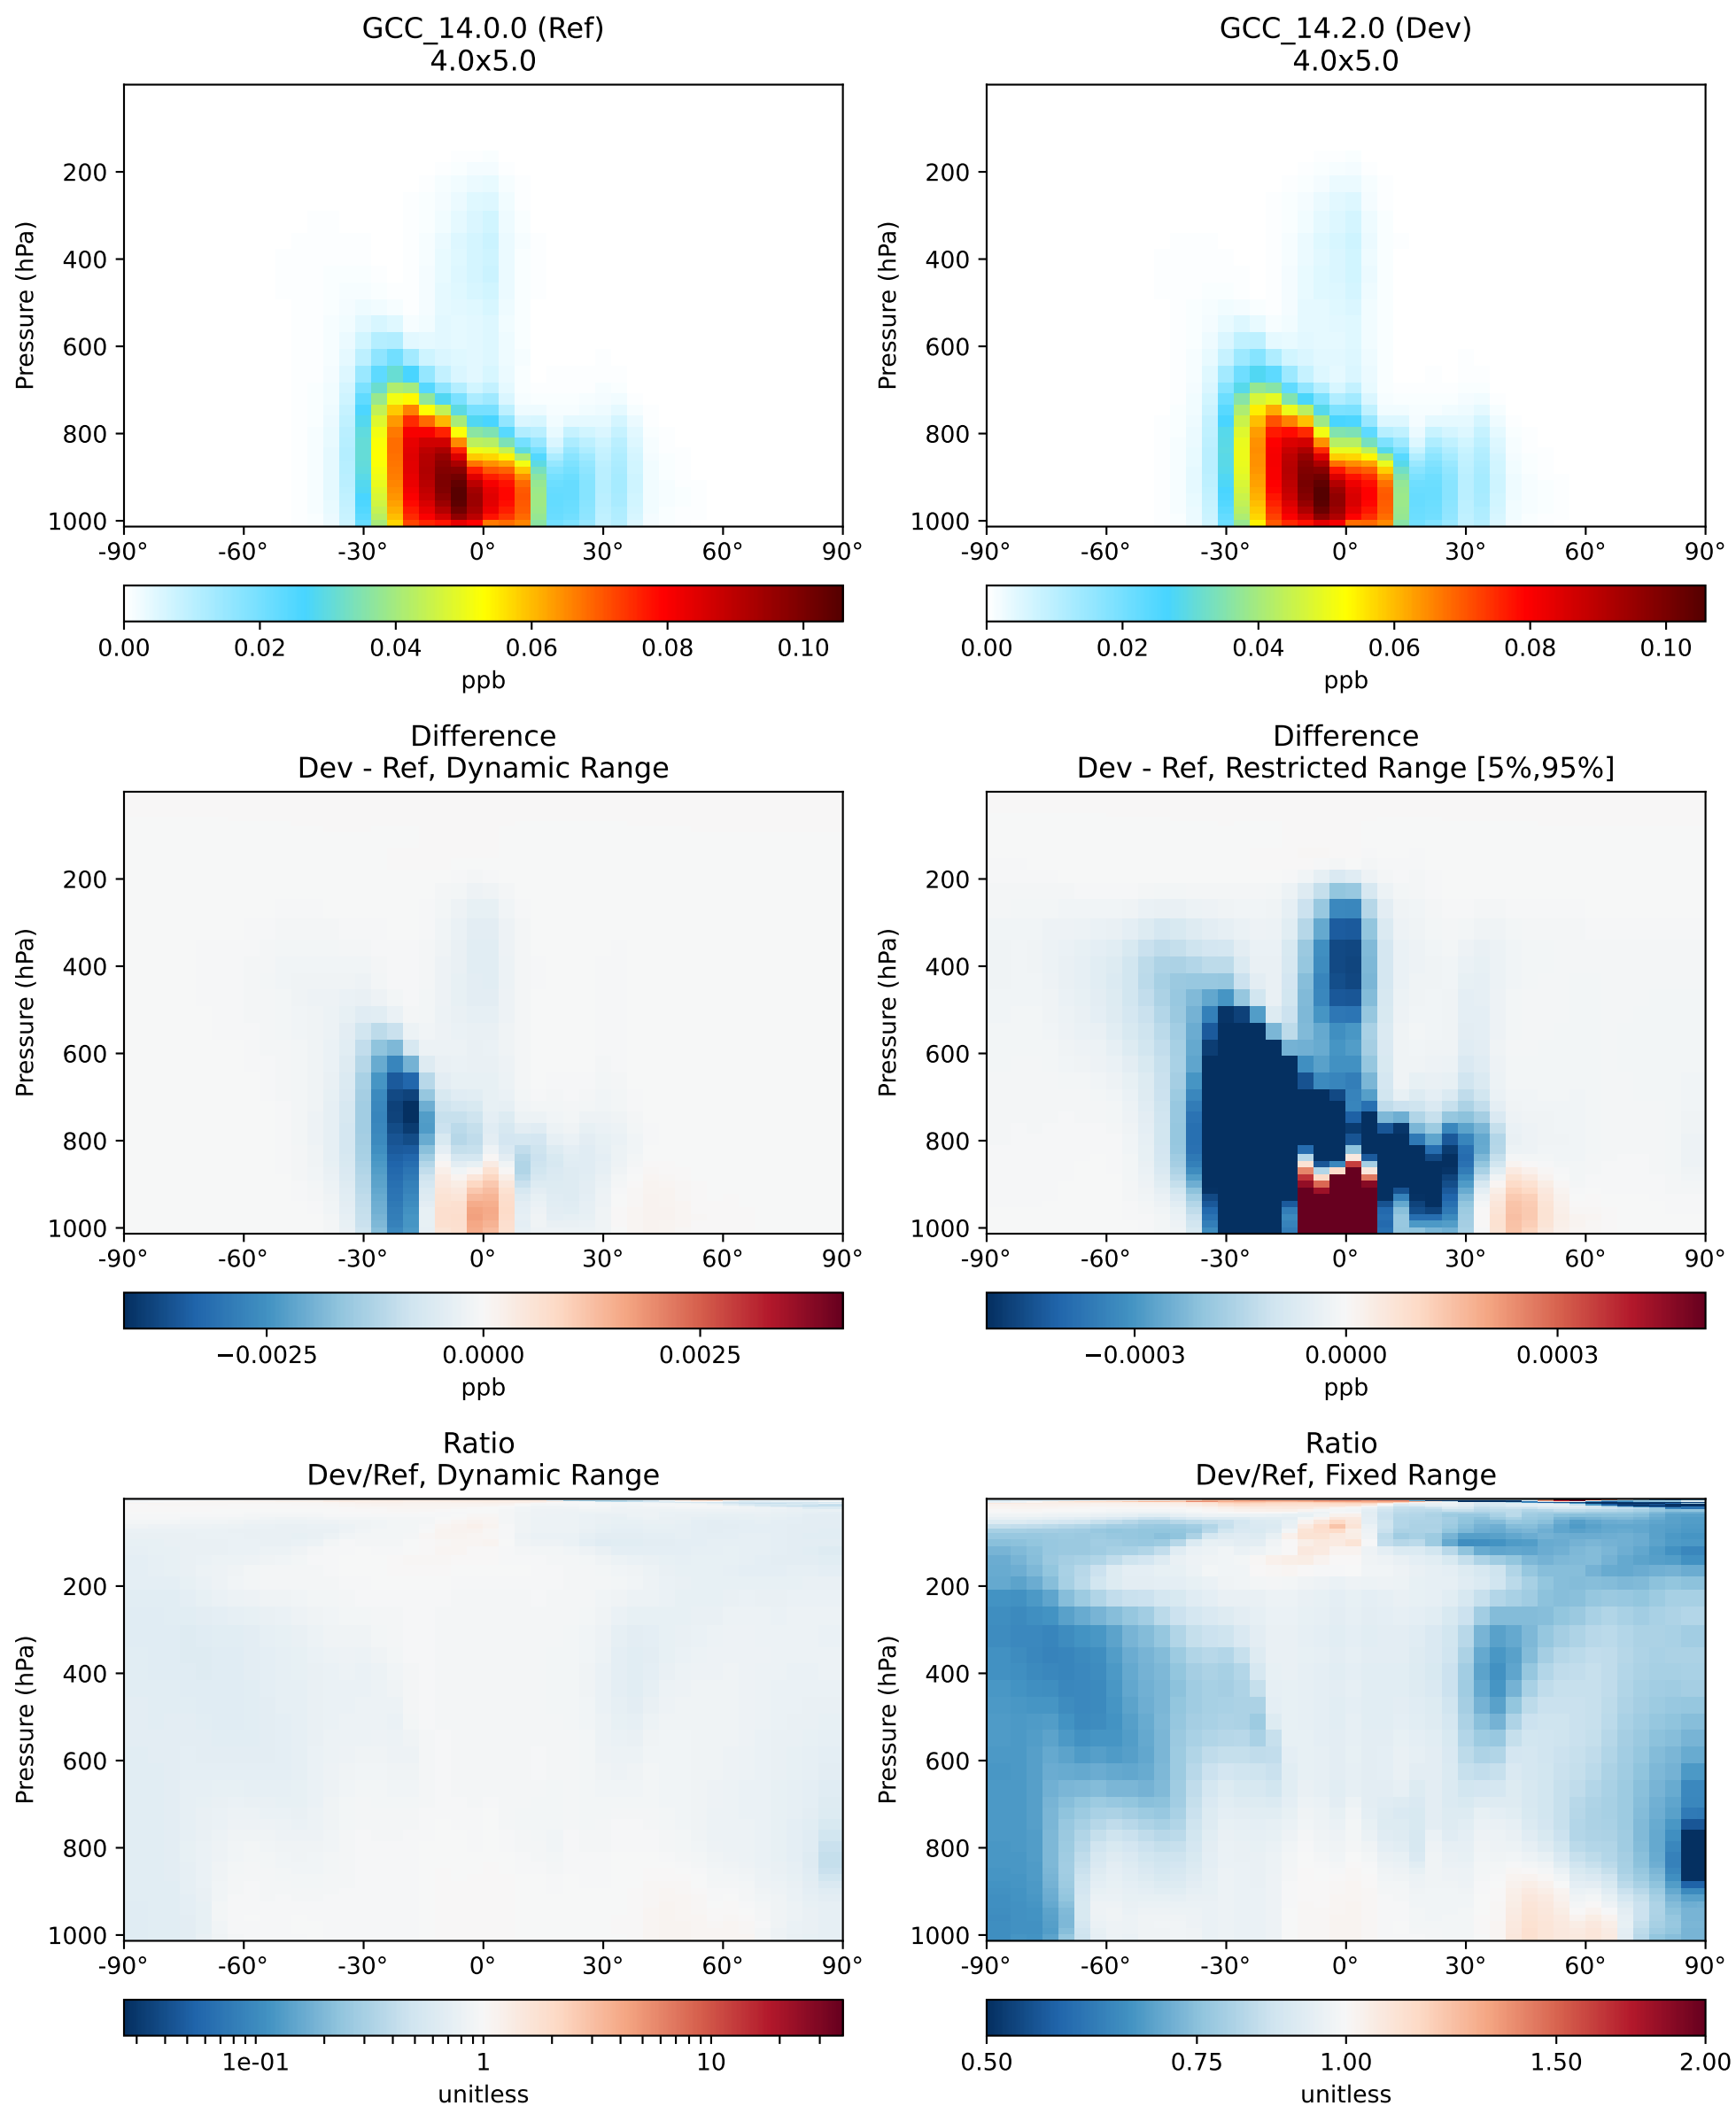 GCC_14.0.0 (Ref)
4.0x5.0
Pressure (hPa)
200
400
600
800
1000
-90° -60° -30° 0° 30° 60° 90°
0.00 0.02 0.04 0.06 0.08 0.10
ppb
GCC_14.2.0 (Dev)
4.0x5.0
Pressure (hPa)
200
400
600
800
1000
-90° -60° -30° 0° 30° 60° 90°
0.00 0.02 0.04 0.06 0.08 0.10
ppb
Difference
Dev - Ref, Dynamic Range
Pressure (hPa)
200
400
600
800
1000
-90° -60° -30° 0° 30° 60° 90°
−0.0025 0.0000 0.0025
ppb
Difference
Dev - Ref, Restricted Range [5%,95%]
Pressure (hPa)
200
400
600
800
1000
-90° -60° -30° 0° 30° 60° 90°
−0.0003 0.0000 0.0003
ppb
Ratio
Dev/Ref, Dynamic Range
Pressure (hPa)
200
400
600
800
1000
-90° -60° -30° 0° 30° 60° 90°
1e-01 1 10
unitless
Ratio
Dev/Ref, Fixed Range
Pressure (hPa)
200
400
600
800
1000
-90° -60° -30° 0° 30° 60° 90°
0.50 0.75 1.00 1.50 2.00
unitless